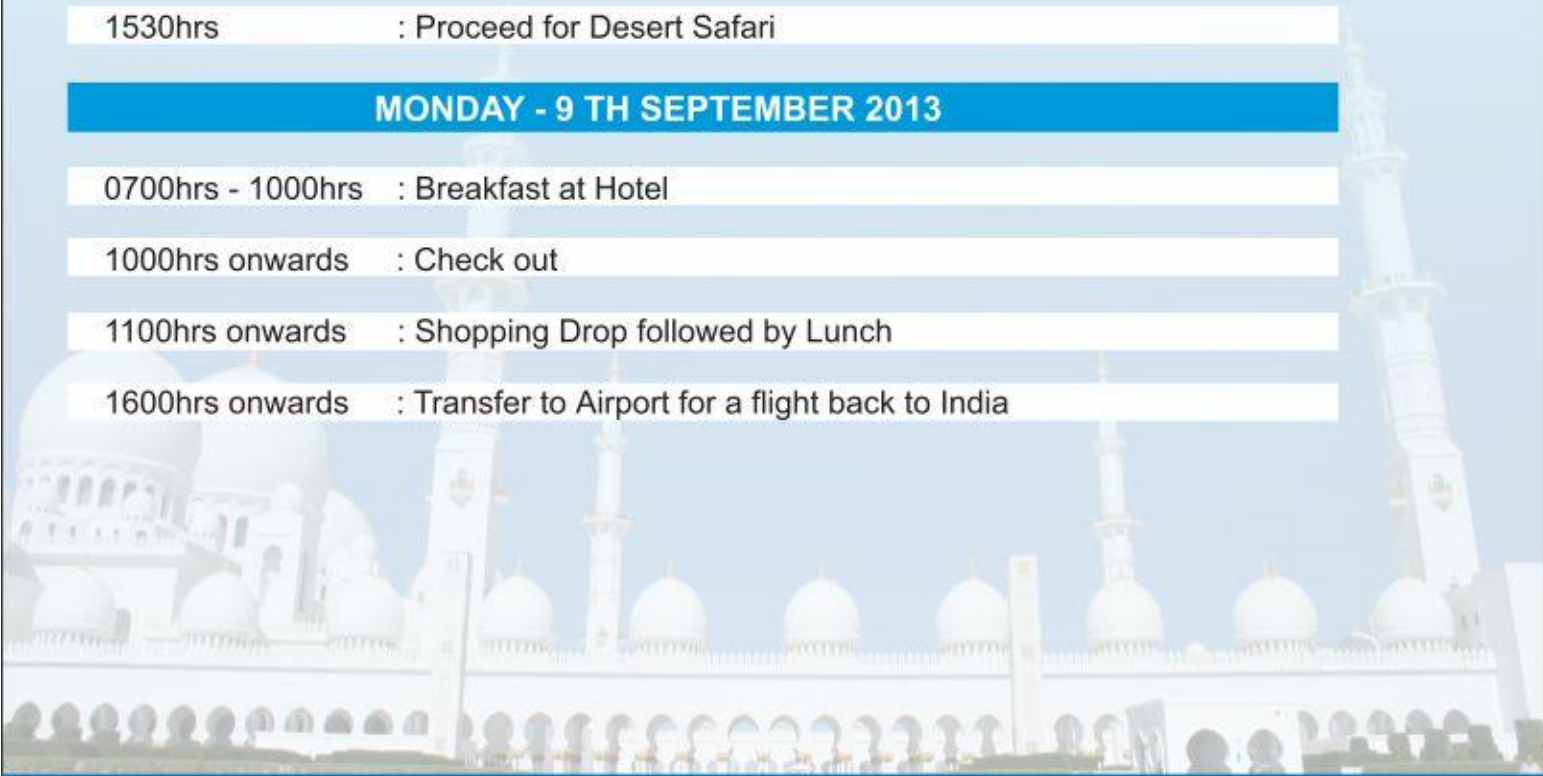 1530hrs : Proceed for Desert Safari
MONDAY - 9 TH SEPTEMBER 2013
0700hrs - 1000hrs : Breakfast at Hotel
1000hrs onwards : Check out
1100hrs onwards : Shopping Drop followed by Lunch
1600hrs onwards : Transfer to Airport for a flight back to India